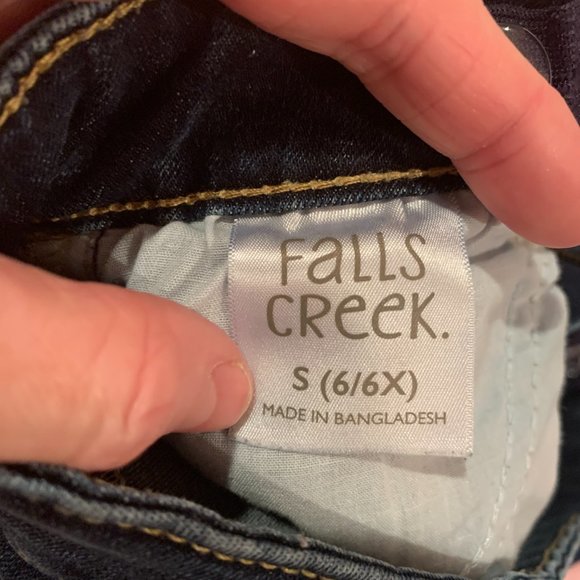 FaLLS
CReeK.
S (6/6X)
MADE IN BANGLADESH